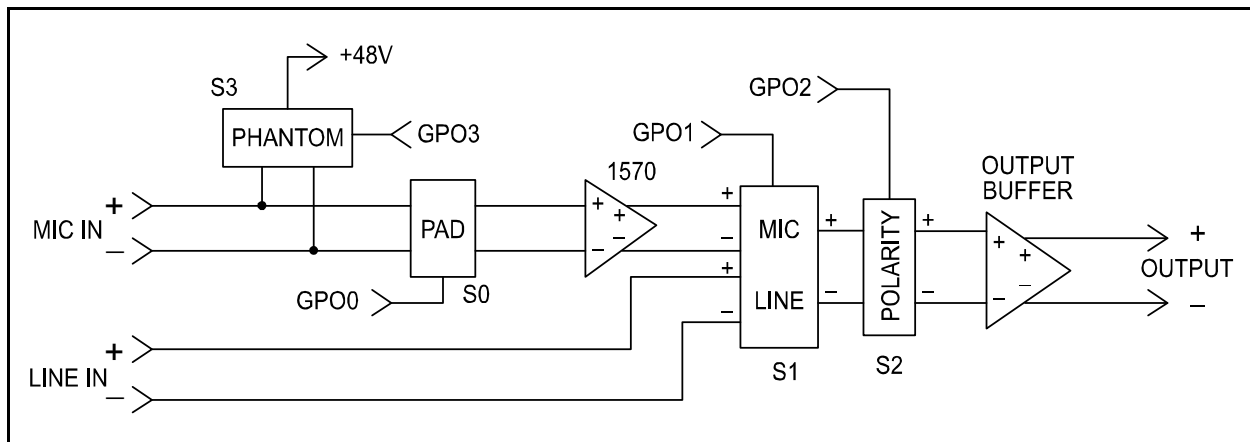 +48V
S3
PHANTOM
GPO3
GPO2
GPO1
OUTPUT
BUFFER
1570
MIC IN
+
−
PAD
GPO0
S0
+
+
−
−
+
−
MIC
+
−
LINE
S1
+
−
POLARITY
S2
+
−
+
+
−
−
+
OUTPUT
−
LINE IN
+
−